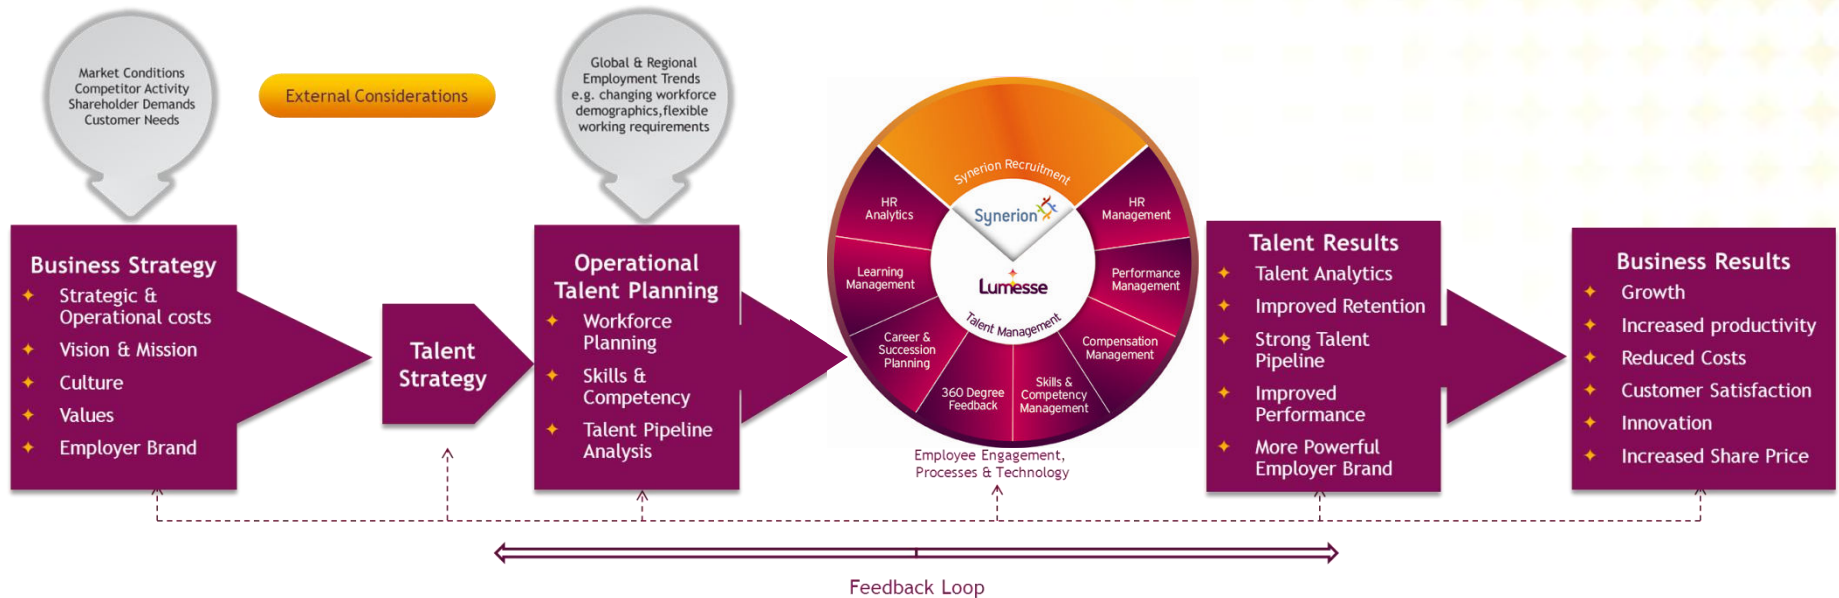 Market Conditions
Competitor Activity
Shareholder Demands
Customer Needs
External Considerations
Global & Regional
Employment Trends
e.g. changing workforce
demographics,flexible
working requirements
Business Strategy
Strategic &
Operational costs
Vision & Mission
Culture
Values
Employer Brand
Talent
Strategy
Operational
Talent Planning
Workforce
Planning
Skills &
Competency
Talent Pipeline
Analysis
Synerion Recruitment
Synerion
Lumesse
Talent Management
HR
Analytics
Learning
Management
Career &
Succession
Planning
360 Degree
Feedback
Skills &
Competency
Management
Compensation
Management
Performance
Management
HR
Management
Employee Engagement,
Processes & Technology
Talent Results
Talent Analytics
Improved Retention
Strong Talent
Pipeline
Improved
Performance
More Powerful
Employer Brand
Business Results
Growth
Increased productivity
Reduced Costs
Customer Satisfaction
Innovation
Increased Share Price
Feedback Loop